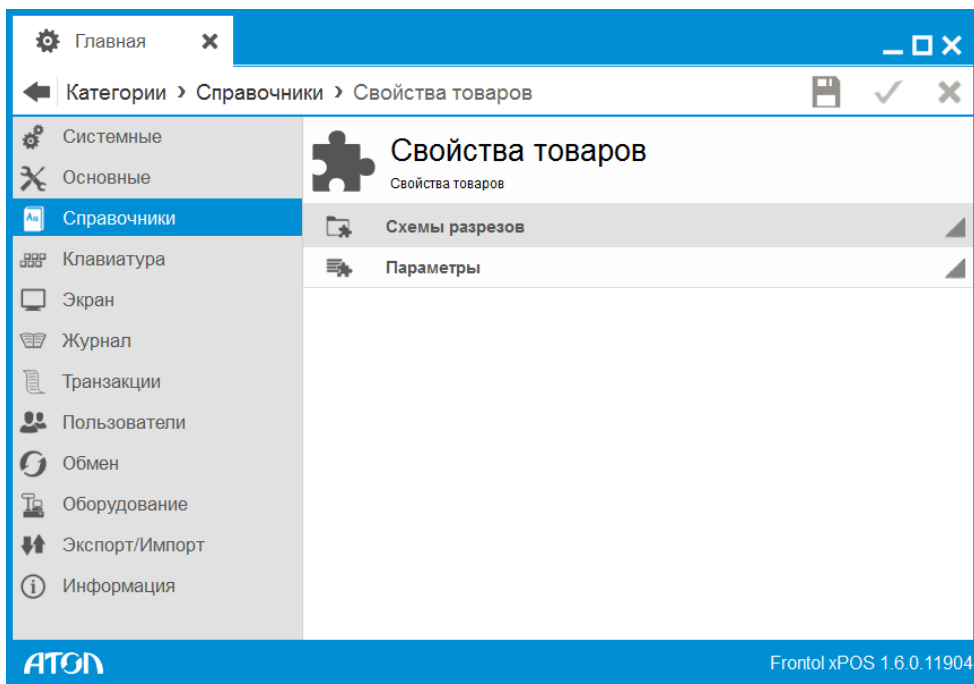 Главная
Категории › Справочники › Свойства товаров
Системные
Основные
Справочники
Клавиатура
Экран
Журнал
Транзакции
Пользователи
Обмен
Оборудование
Экспорт/Импорт
Информация
Свойства товаров
Свойства товаров
Схемы разрезов
Параметры
АТОЛ
Frontol xPOS 1.6.0.11904